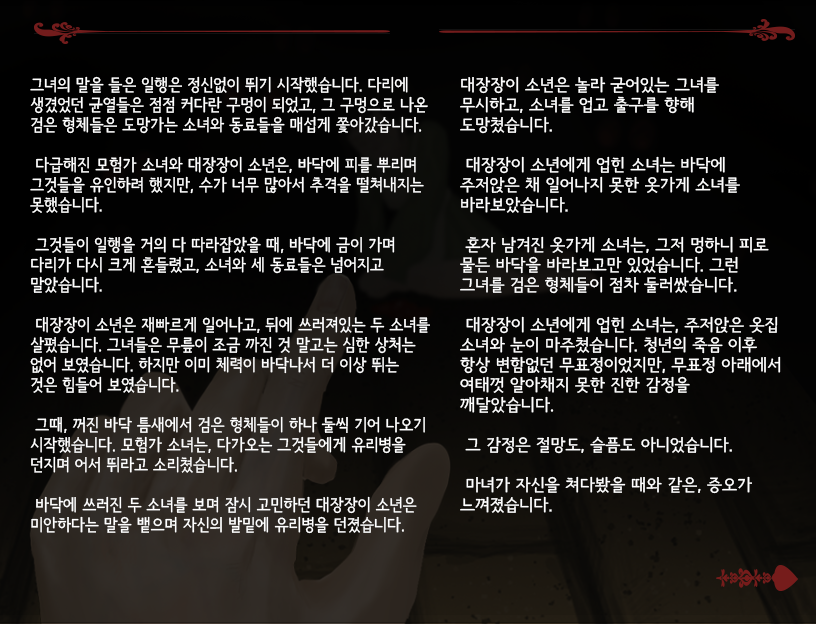 그녀의 말을 들은 일행은 정신없이 뛰기 시작했습니다. 다리에
생겼었던 균열들은 점점 커다란 구멍이 되었고, 그 구멍으로 나온
검은 형체들은 도망가는 소녀와 동료들을 매섭게 쫓아갔습니다.
다급해진 모험가 소녀와 대장장이 소년은, 바닥에 피를 뿌리며
그것들을 유인하려 했지만, 수가 너무 많아서 추격을 떨쳐내지는
못했습니다.
그것들이 일행을 거의 다 따라잡았을 때, 바닥에 금이 가며
다리가 다시 크게 흔들렸고, 소녀와 세 동료들은 넘어지고
말았습니다.
대장장이 소년은 재빠르게 일어나고, 뒤에 쓰러져있는 두 소녀를
살폈습니다. 그녀들은 무릎이 조금 까진 것 말고는 심한 상처는
없어 보였습니다. 하지만 이미 체력이 바닥나서 더 이상 뛰는
것은 힘들어 보였습니다.
그때, 꺼진 바닥 틈새에서 검은 형체들이 하나 둘씩 기어 나오기
시작했습니다. 모험가 소녀는, 다가오는 그것들에게 유리병을
던지며 어서 뛰라고 소리쳤습니다.
바닥에 쓰러진 두 소녀를 보며 잠시 고민하던 대장장이 소년은
미안하다는 말을 뱉으며 자신의 발밑에 유리병을 던졌습니다.
대장장이 소년은 놀라 굳어있는 그녀를
무시하고, 소녀를 업고 출구를 향해
도망쳤습니다.
대장장이 소년에게 업힌 소녀는 바닥에
주저앉은 채 일어나지 못한 옷가게 소녀를
바라보았습니다.
혼자 남겨진 옷가게 소녀는, 그저 멍하니 피로
물든 바닥을 바라보고만 있었습니다. 그런
그녀를 검은 형체들이 점차 둘러쌌습니다.
대장장이 소년에게 업힌 소녀는, 주저앉은 옷집
소녀와 눈이 마주쳤습니다. 청년의 죽음 이후
항상 변함없던 무표정이었지만, 무표정 아래에서
여태껏 알아채지 못한 진한 감정을
깨달았습니다.
그 감정은 절망도, 슬픔도 아니었습니다.
마녀가 자신을 쳐다봤을 때와 같은, 증오가
느껴졌습니다.